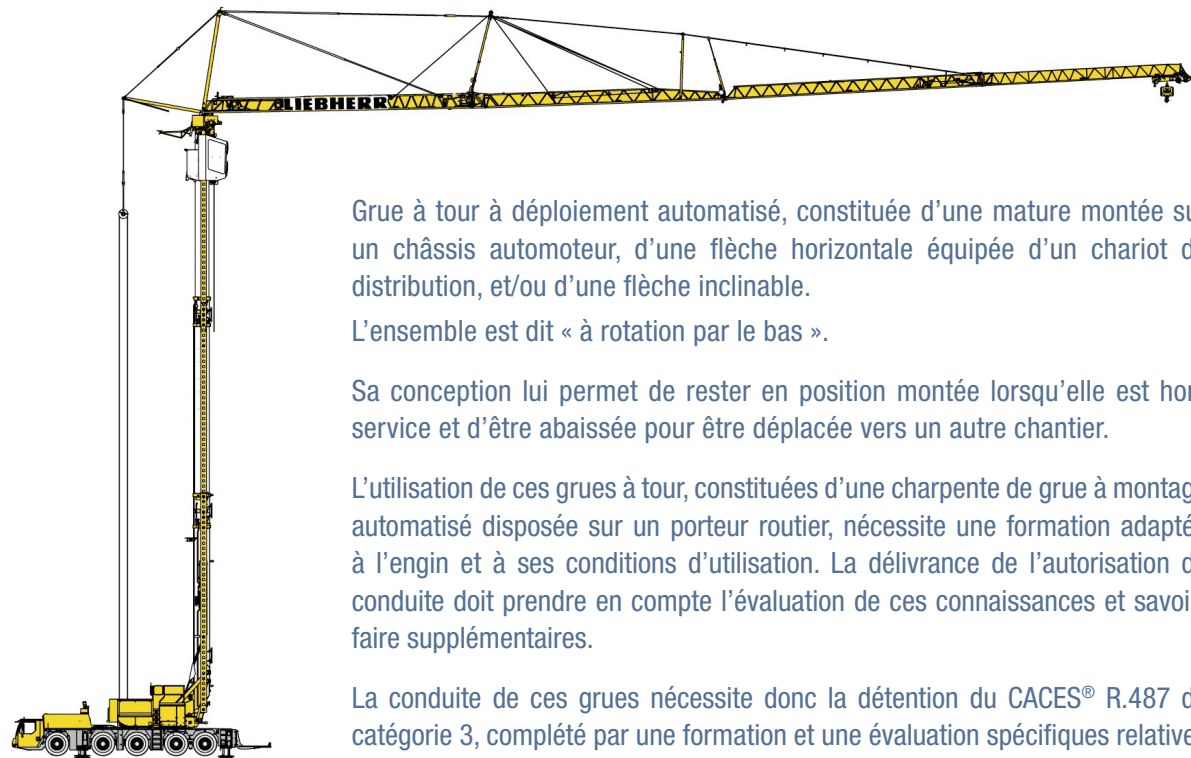 LIEBHERR
Grue à tour à déploiement automatisé, constituée d’une mature montée su
un châssis automoteur, d’une flèche horizontale équipée d’un chariot d
distribution, et/ou d’une flèche inclinable.
L’ensemble est dit « à rotation par le bas ».
Sa conception lui permet de rester en position montée lorsqu’elle est hor
service et d’être abaissée pour être déplacée vers un autre chantier.
L’utilisation de ces grues à tour, constituées d’une charpente de grue à montag
automatisé disposée sur un porteur routier, nécessite une formation adapté
à l’engin et à ses conditions d’utilisation. La délivrance de l’autorisation d
conduite doit prendre en compte l’évaluation de ces connaissances et savoi
faire supplémentaires.
La conduite de ces grues nécessite donc la détention du CACES® R.487 d
catégorie 3, complété par une formation et une évaluation spécifiques relative